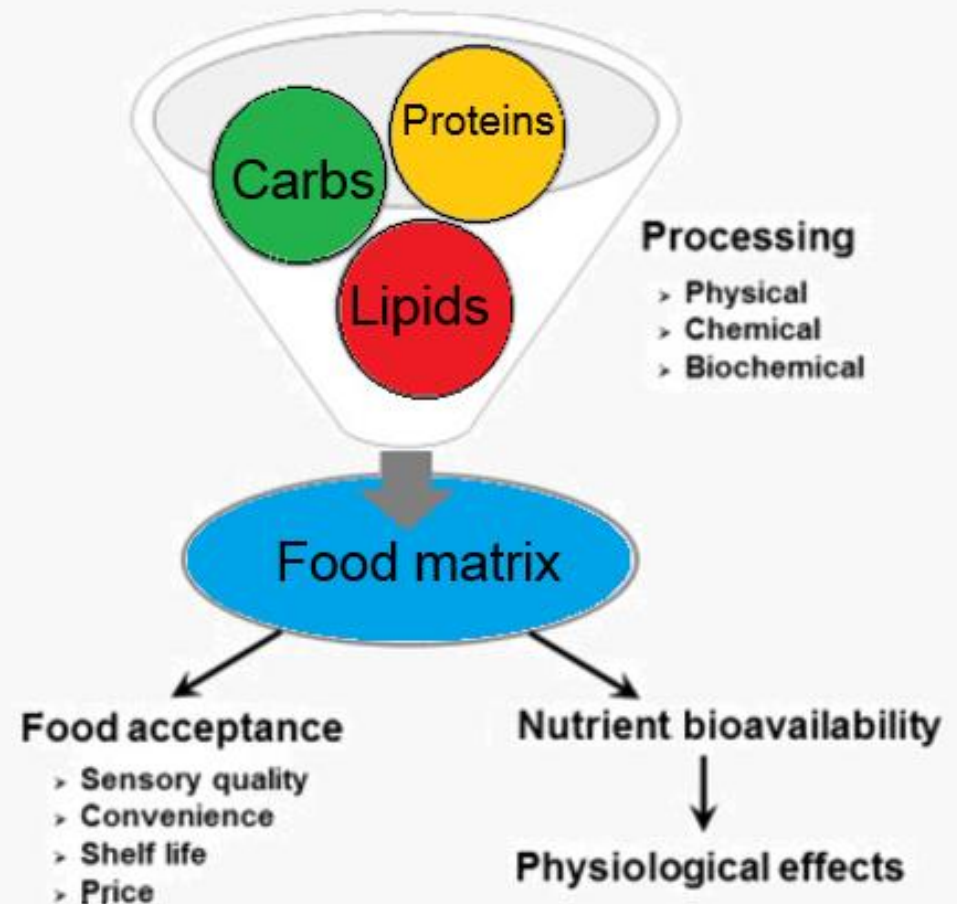 Proteins
Carbs
Lipids
Processing
➢ Physical
➢ Chemical
➢ Biochemical
Food matrix
Food acceptance
➢ Sensory quality
➢ Convenience
➢ Shelf life
➢ Price
Nutrient bioavailability
Physiological effects